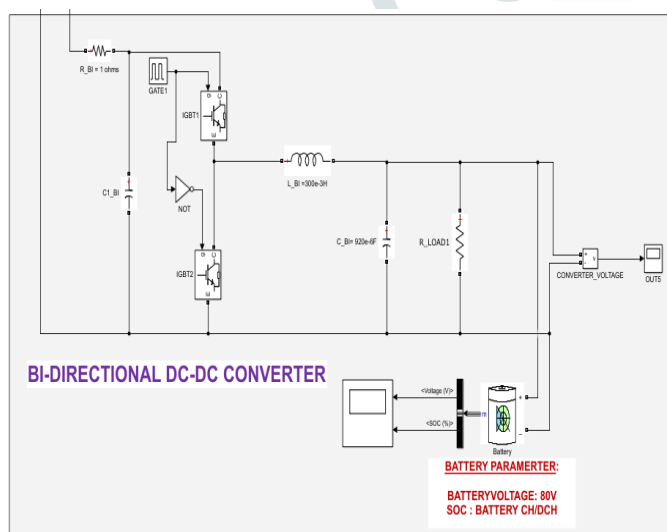 R_BI = 1 ohms
GATE1
IGBT1
g
C
E
C1_BI
NOT
L_BI =300e-3H
C_BI= 920e-6F
R_LOAD1
IGBT2
g
C
E
+
-
v
CONVERTER_VOLTAGE
OUT5
BI-DIRECTIONAL DC-DC CONVERTER
<Voltage (V)>
<SOC (%)>
m
+
-
Battery
BATTERY PARAMERTER:
BATTERYVOLTAGE: 80V
SOC : BATTERY CH/DCH